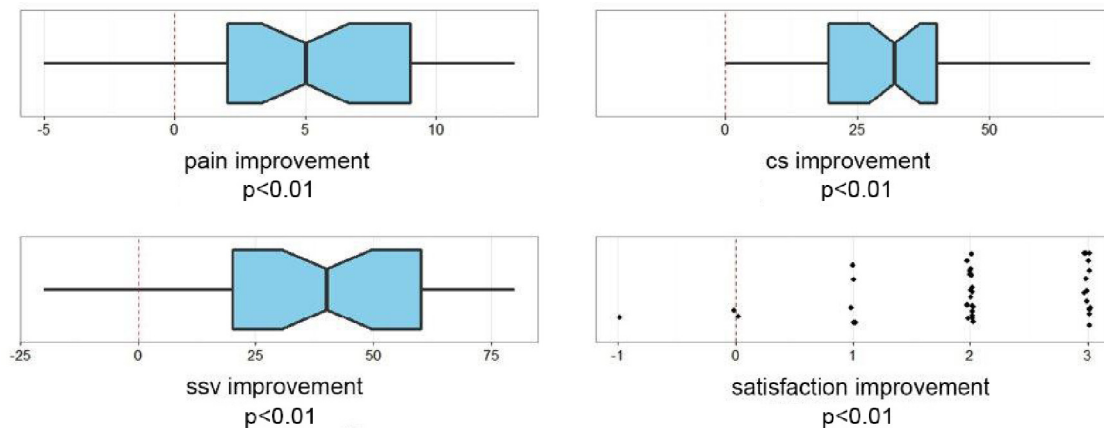 -5 0 5 10
pain improvement
p<0.01
0 25 50
cs improvement
p<0.01
-25 0 25 50 75
ssv improvement
p<0.01
-1 0 1 2 3
satisfaction improvement
p<0.01